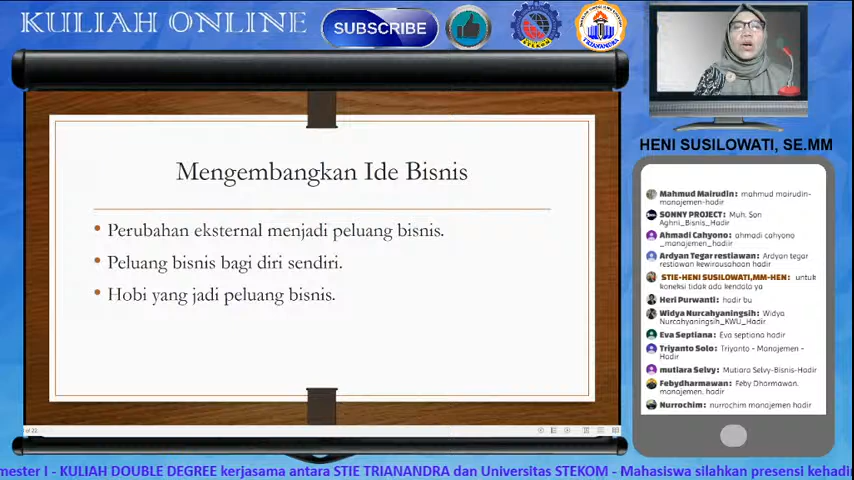 KULIAH ONLINE
SUBSCRIBE
STEKOM
TRIANANDRA
HENI SUSILOWATI, SE.MM
Mengembangkan Ide Bisnis
• Perubahan eksternal menjadi peluang bisnis.
• Peluang bisnis bagi diri sendiri.
• Hobi yang jadi peluang bisnis.
Mahmud Mairudin: mahmud mairudin-
manajemen-hadir
SONNY PROJECT: Muh. Son
Aghni_Bisnis_Hadir
Ahmadi Cahyono: ahmadi cahyono
_manajemen_hadir
Ardyan Tegar restiawan: Ardyan tegar
restiawan kewirausahaan hadir
STIE-HENI SUSILOWATI,MM-HEN: untuk
koneksi tidak ada kendala ya
Heri Purwanti: hadir bu
Widya Nurcahyaningsih: Widya
Nurcahyaningsih_KWU_Hadir
Eva Septiana: Eva septiana hadir
Triyanto Solo: Triyanto - Manajemen -
Hadir
mutiara Selvy: Mutiara Selvy-Bisnis-Hadir
Febydharmawan: Feby Dharmawan,
manajemen, hadir
Nurrochim: nurrochim manajemen hadir
mester I - KULIAH DOUBLE DEGREE kerjasama antara STIE TRIANANDRA dan Universitas STEKOM - Mahasiswa silahkan presensi kehadi